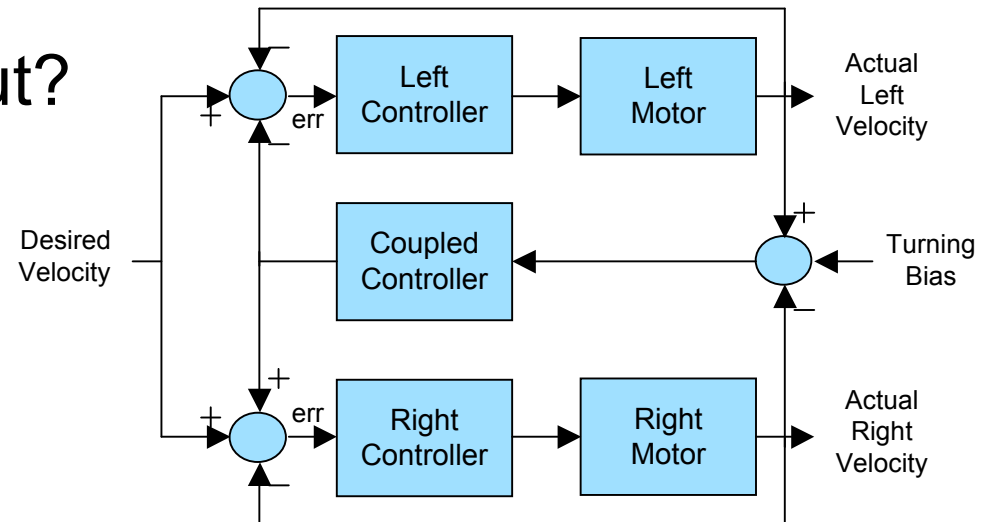 ut?
−
Left
Controller
Left
Motor
Actual
Left
Velocity
+
err
−
Desired
Velocity
Coupled
Controller
+
Turning
Bias
−
+
+
err
Right
Controller
Right
Motor
Actual
Right
Velocity
−